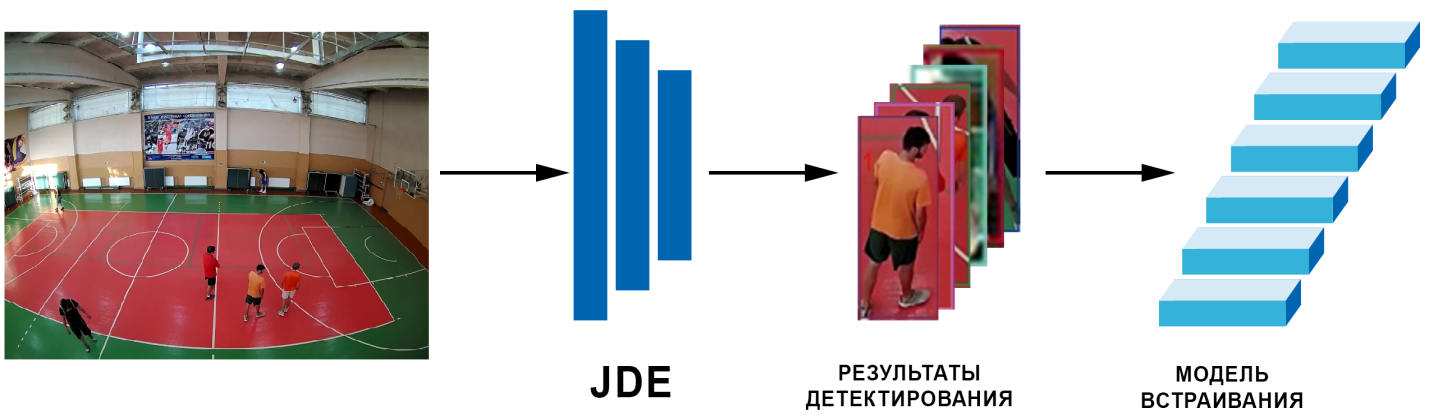 JDE
РЕЗУЛЬТАТЫ
ДЕТЕКТИРОВАНИЯ
МОДЕЛЬ
ВСТРАИВАНИЯ